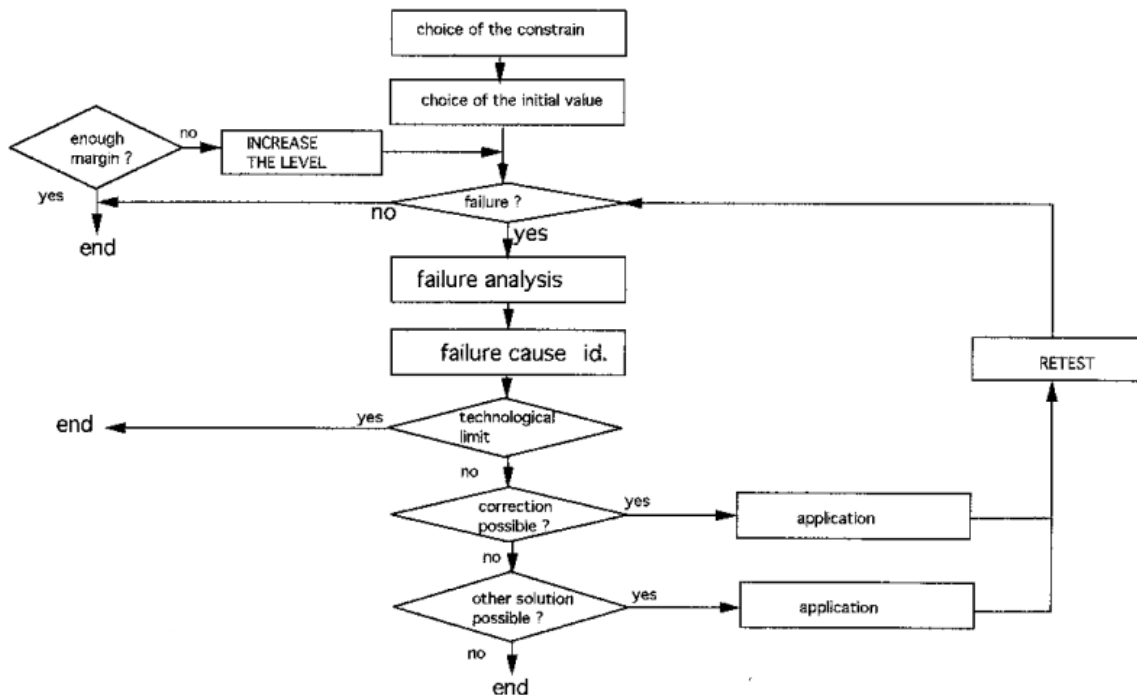 choice of the constrain
choice of the initial value
enough
margin ?
no
INCREASE
THE LEVEL
yes
end
no
failure ?
yes
failure analysis
failure cause id.
RETEST
end
yes
technological
limit
no
correction
possible ?
yes
application
no
other solution
possible ?
yes
application
no
end